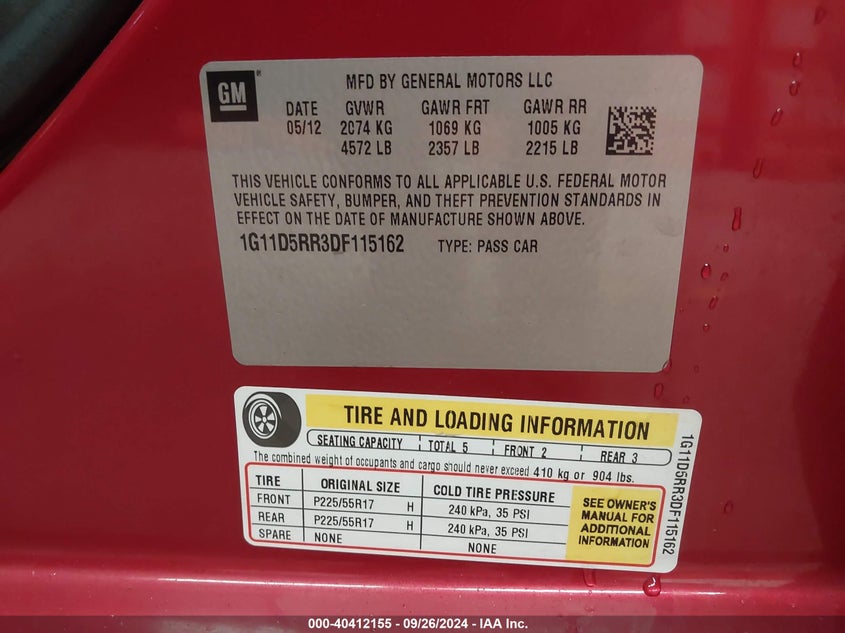 GM
MFD BY GENERAL MOTORS LLC
DATE GVWR GAWR FRT GAWR RR
05/12 2074 KG 1069 KG 1005 KG
4572 LB 2357 LB 2215 LB
THIS VEHICLE CONFORMS TO ALL APPLICABLE U.S. FEDERAL MOTOR
VEHICLE SAFETY, BUMPER, AND THEFT PREVENTION STANDARDS IN
EFFECT ON THE DATE OF MANUFACTURE SHOWN ABOVE.
1G11D5RR3DF115162 TYPE: PASS CAR
TIRE AND LOADING INFORMATION
SEATING CAPACITY TOTAL 5 FRONT 2 REAR 3
The combined weight of occupants and cargo should never exceed 410 kg or 904 lbs.
TIRE ORIGINAL SIZE COLD TIRE PRESSURE
FRONT P225/55R17 H 240 kPa, 35 PSI
REAR P225/55R17 H 240 kPa, 35 PSI
SPARE NONE NONE
SEE OWNER'S
MANUAL FOR
ADDITIONAL
INFORMATION
1G11D5RR3DF115162
000-40412155 - 09/26/2024 - IAA Inc.